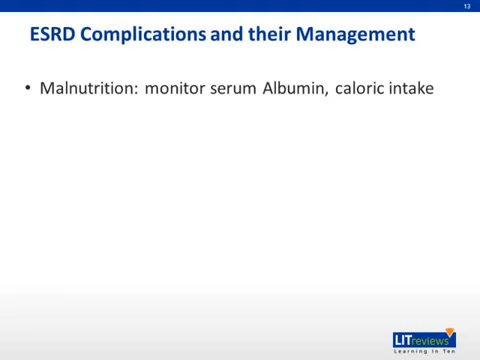 13
ESRD Complications and their Management
• Malnutrition: monitor serum Albumin, caloric intake
LITreviews
Learning In Ten